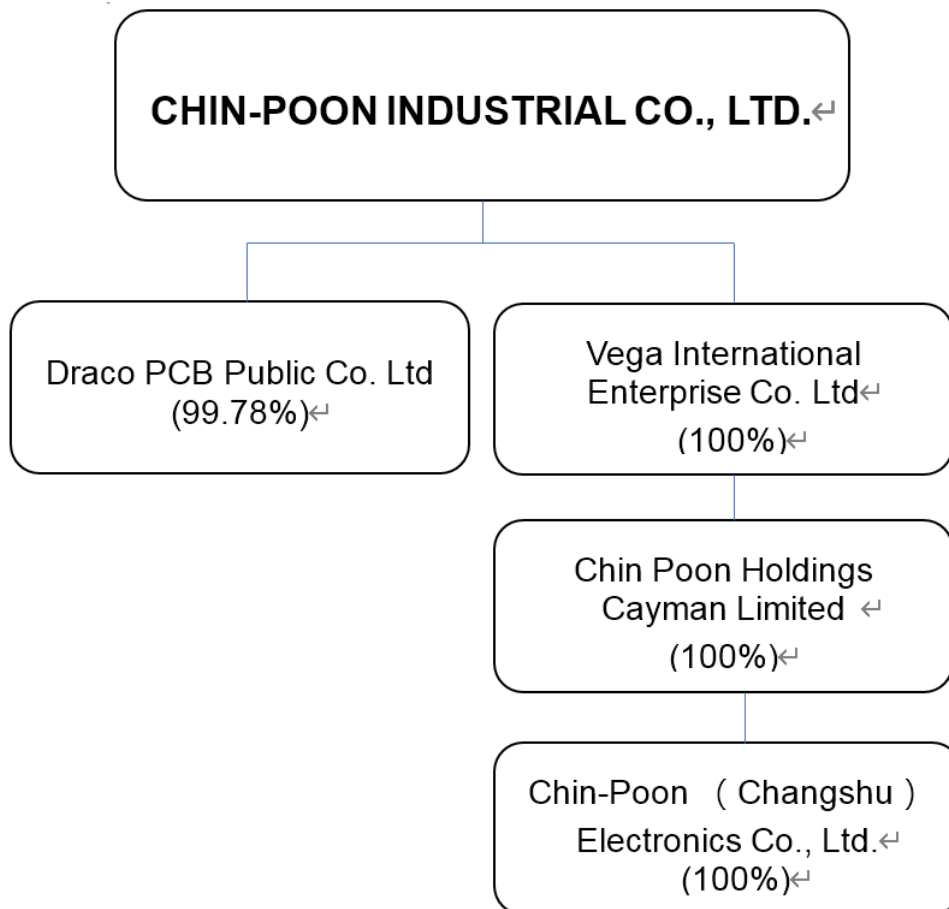 CHIN-POON INDUSTRIAL CO., LTD.↵
Draco PCB Public Co. Ltd
(99.78%)↵
Vega International
Enterprise Co. Ltd↵
(100%)↵
Chin Poon Holdings
Cayman Limited ↵
(100%)↵
Chin-Poon （Changshu）
Electronics Co., Ltd.↵
(100%)↵